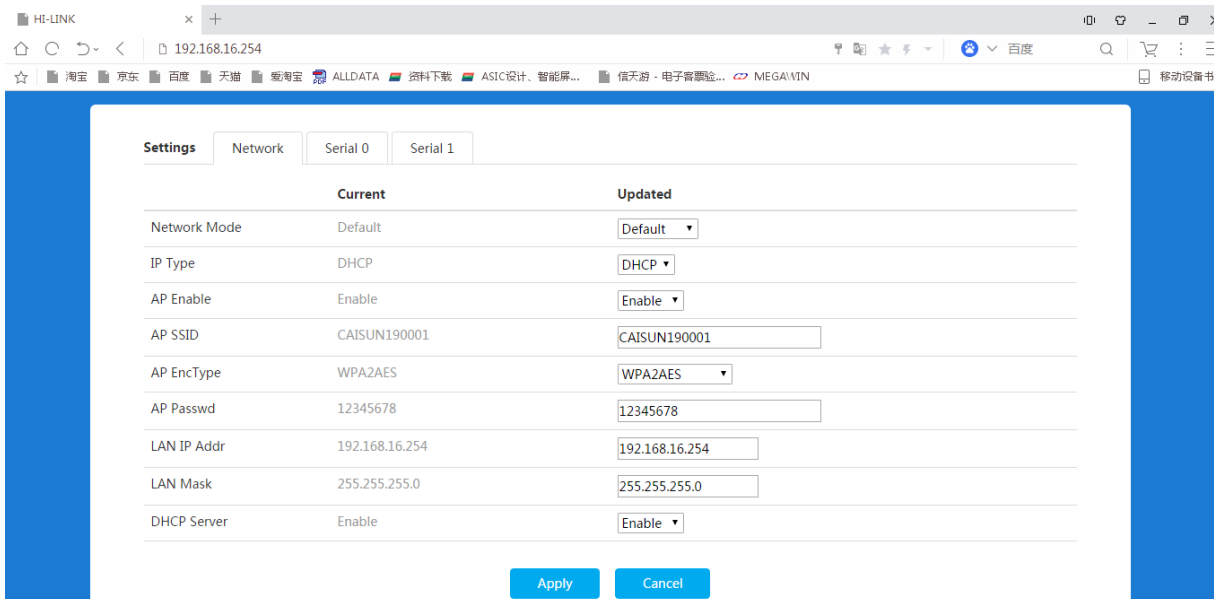 HI-LINK
192.168.16.254
百度
淘宝 京东 百度 天猫 爱淘宝 ALLDATA 资料下载 ASIC设计、智能屏... 信天游 - 电子客票验... MEGAWIN 移动设备书
Settings Network Serial 0 Serial 1
Current Updated
Network Mode Default Default
IP Type DHCP DHCP
AP Enable Enable Enable
AP SSID CAISUN190001 CAISUN190001
AP EncType WPA2AES WPA2AES
AP Passwd 12345678 12345678
LAN IP Addr 192.168.16.254 192.168.16.254
LAN Mask 255.255.255.0 255.255.255.0
DHCP Server Enable Enable
Apply Cancel